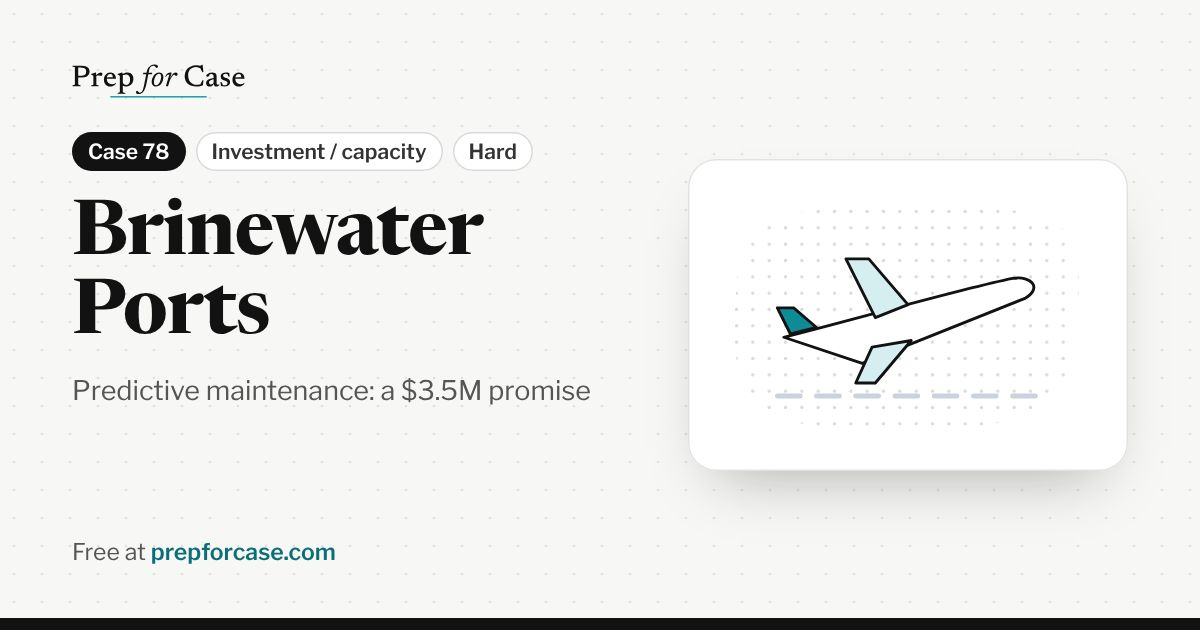 Prep for Case
Case 78
Investment / capacity
Hard
Brinewater
Ports
Predictive maintenance: a $3.5M promise
Free at prepforcase.com